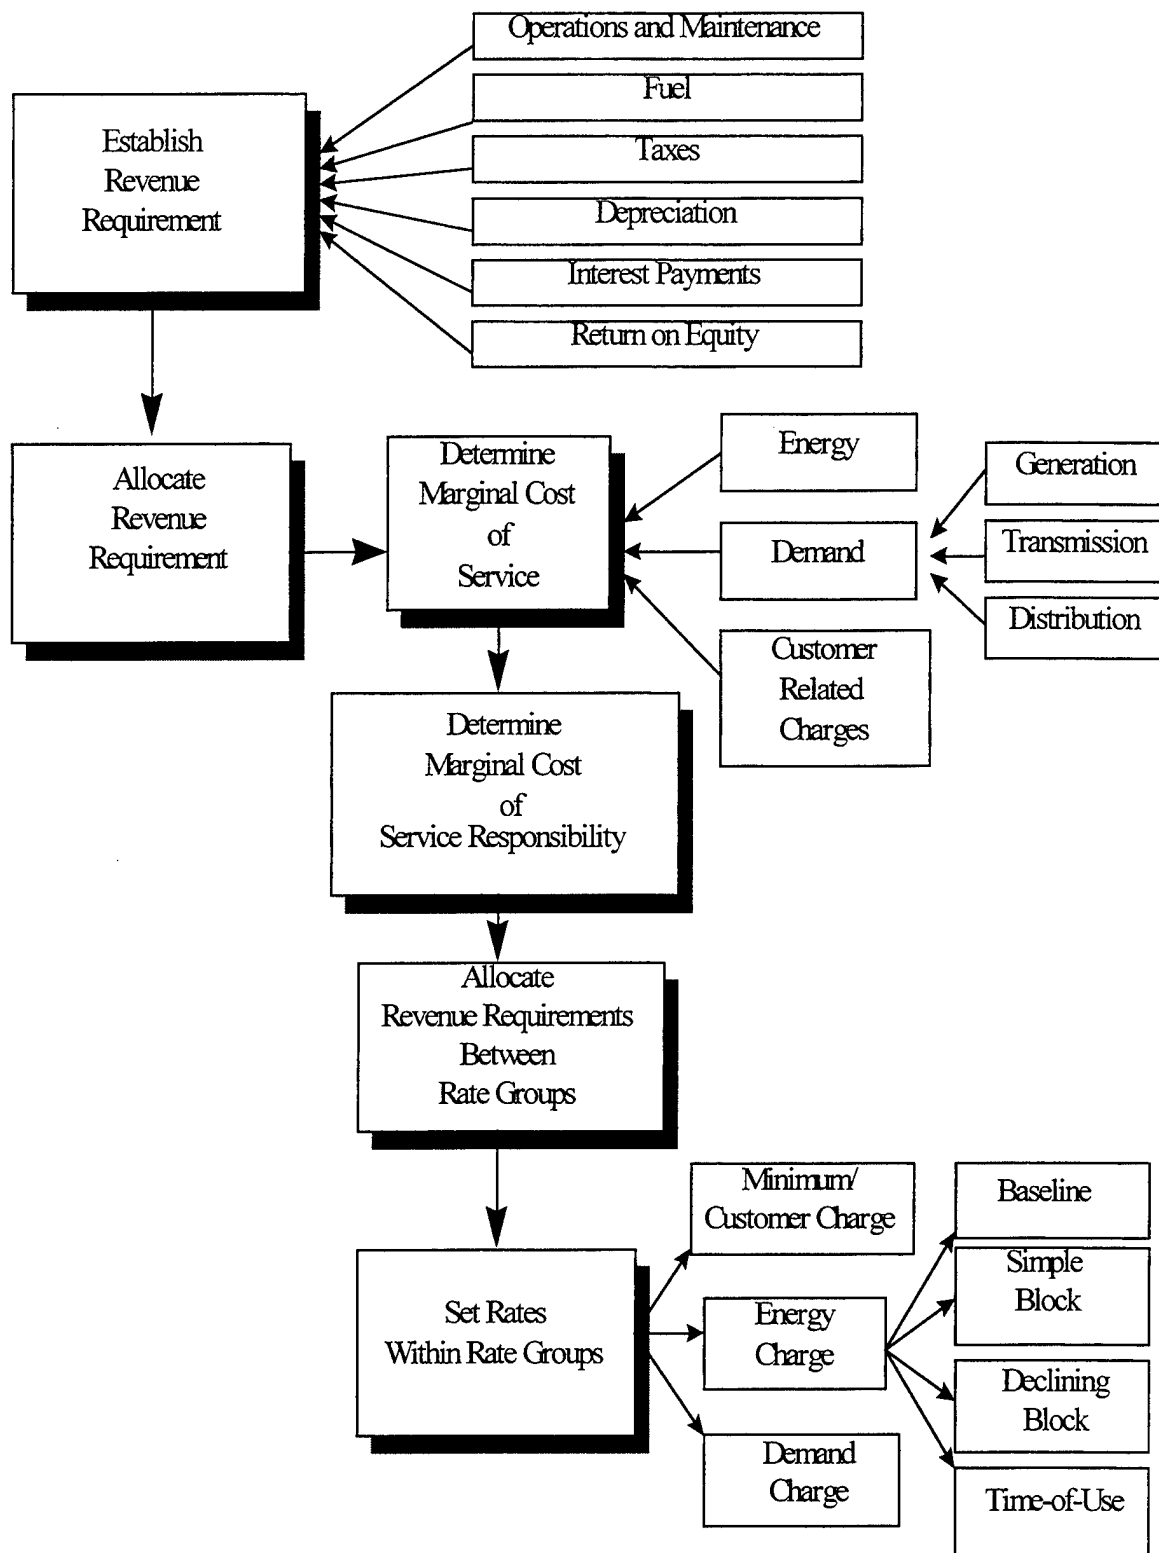 Operations and Maintenance
Fuel
Establish
Revenue
Requirement
Taxes
Depreciation
Interest Payments
Return on Equity
Allocate
Revenue
Requirement
Determine
Marginal Cost
of
Service
Energy
Demand
Customer
Related
Charges
Generation
Transmission
Distribution
Determine
Marginal Cost
of
Service Responsibility
Allocate
Revenue Requirements
Between
Rate Groups
Set Rates
Within Rate Groups
Minimum/
Customer Charge
Energy
Charge
Demand
Charge
Baseline
Simple
Block
Declining
Block
Time-of-Use